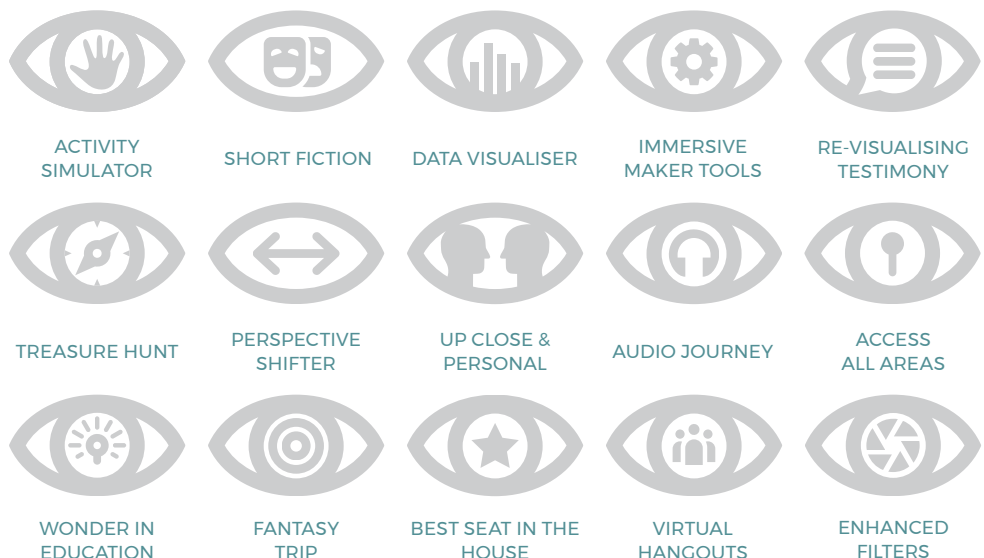 ACTIVITY
SIMULATOR
SHORT FICTION
DATA VISUALISER
IMMERSIVE
MAKER TOOLS
RE-VISUALISING
TESTIMONY
TREASURE HUNT
PERSPECTIVE
SHIFTER
UP CLOSE &
PERSONAL
AUDIO JOURNEY
ACCESS
ALL AREAS
WONDER IN
EDUCATION
FANTASY
TRIP
BEST SEAT IN THE
HOUSE
VIRTUAL
HANGOUTS
ENHANCED
FILTERS